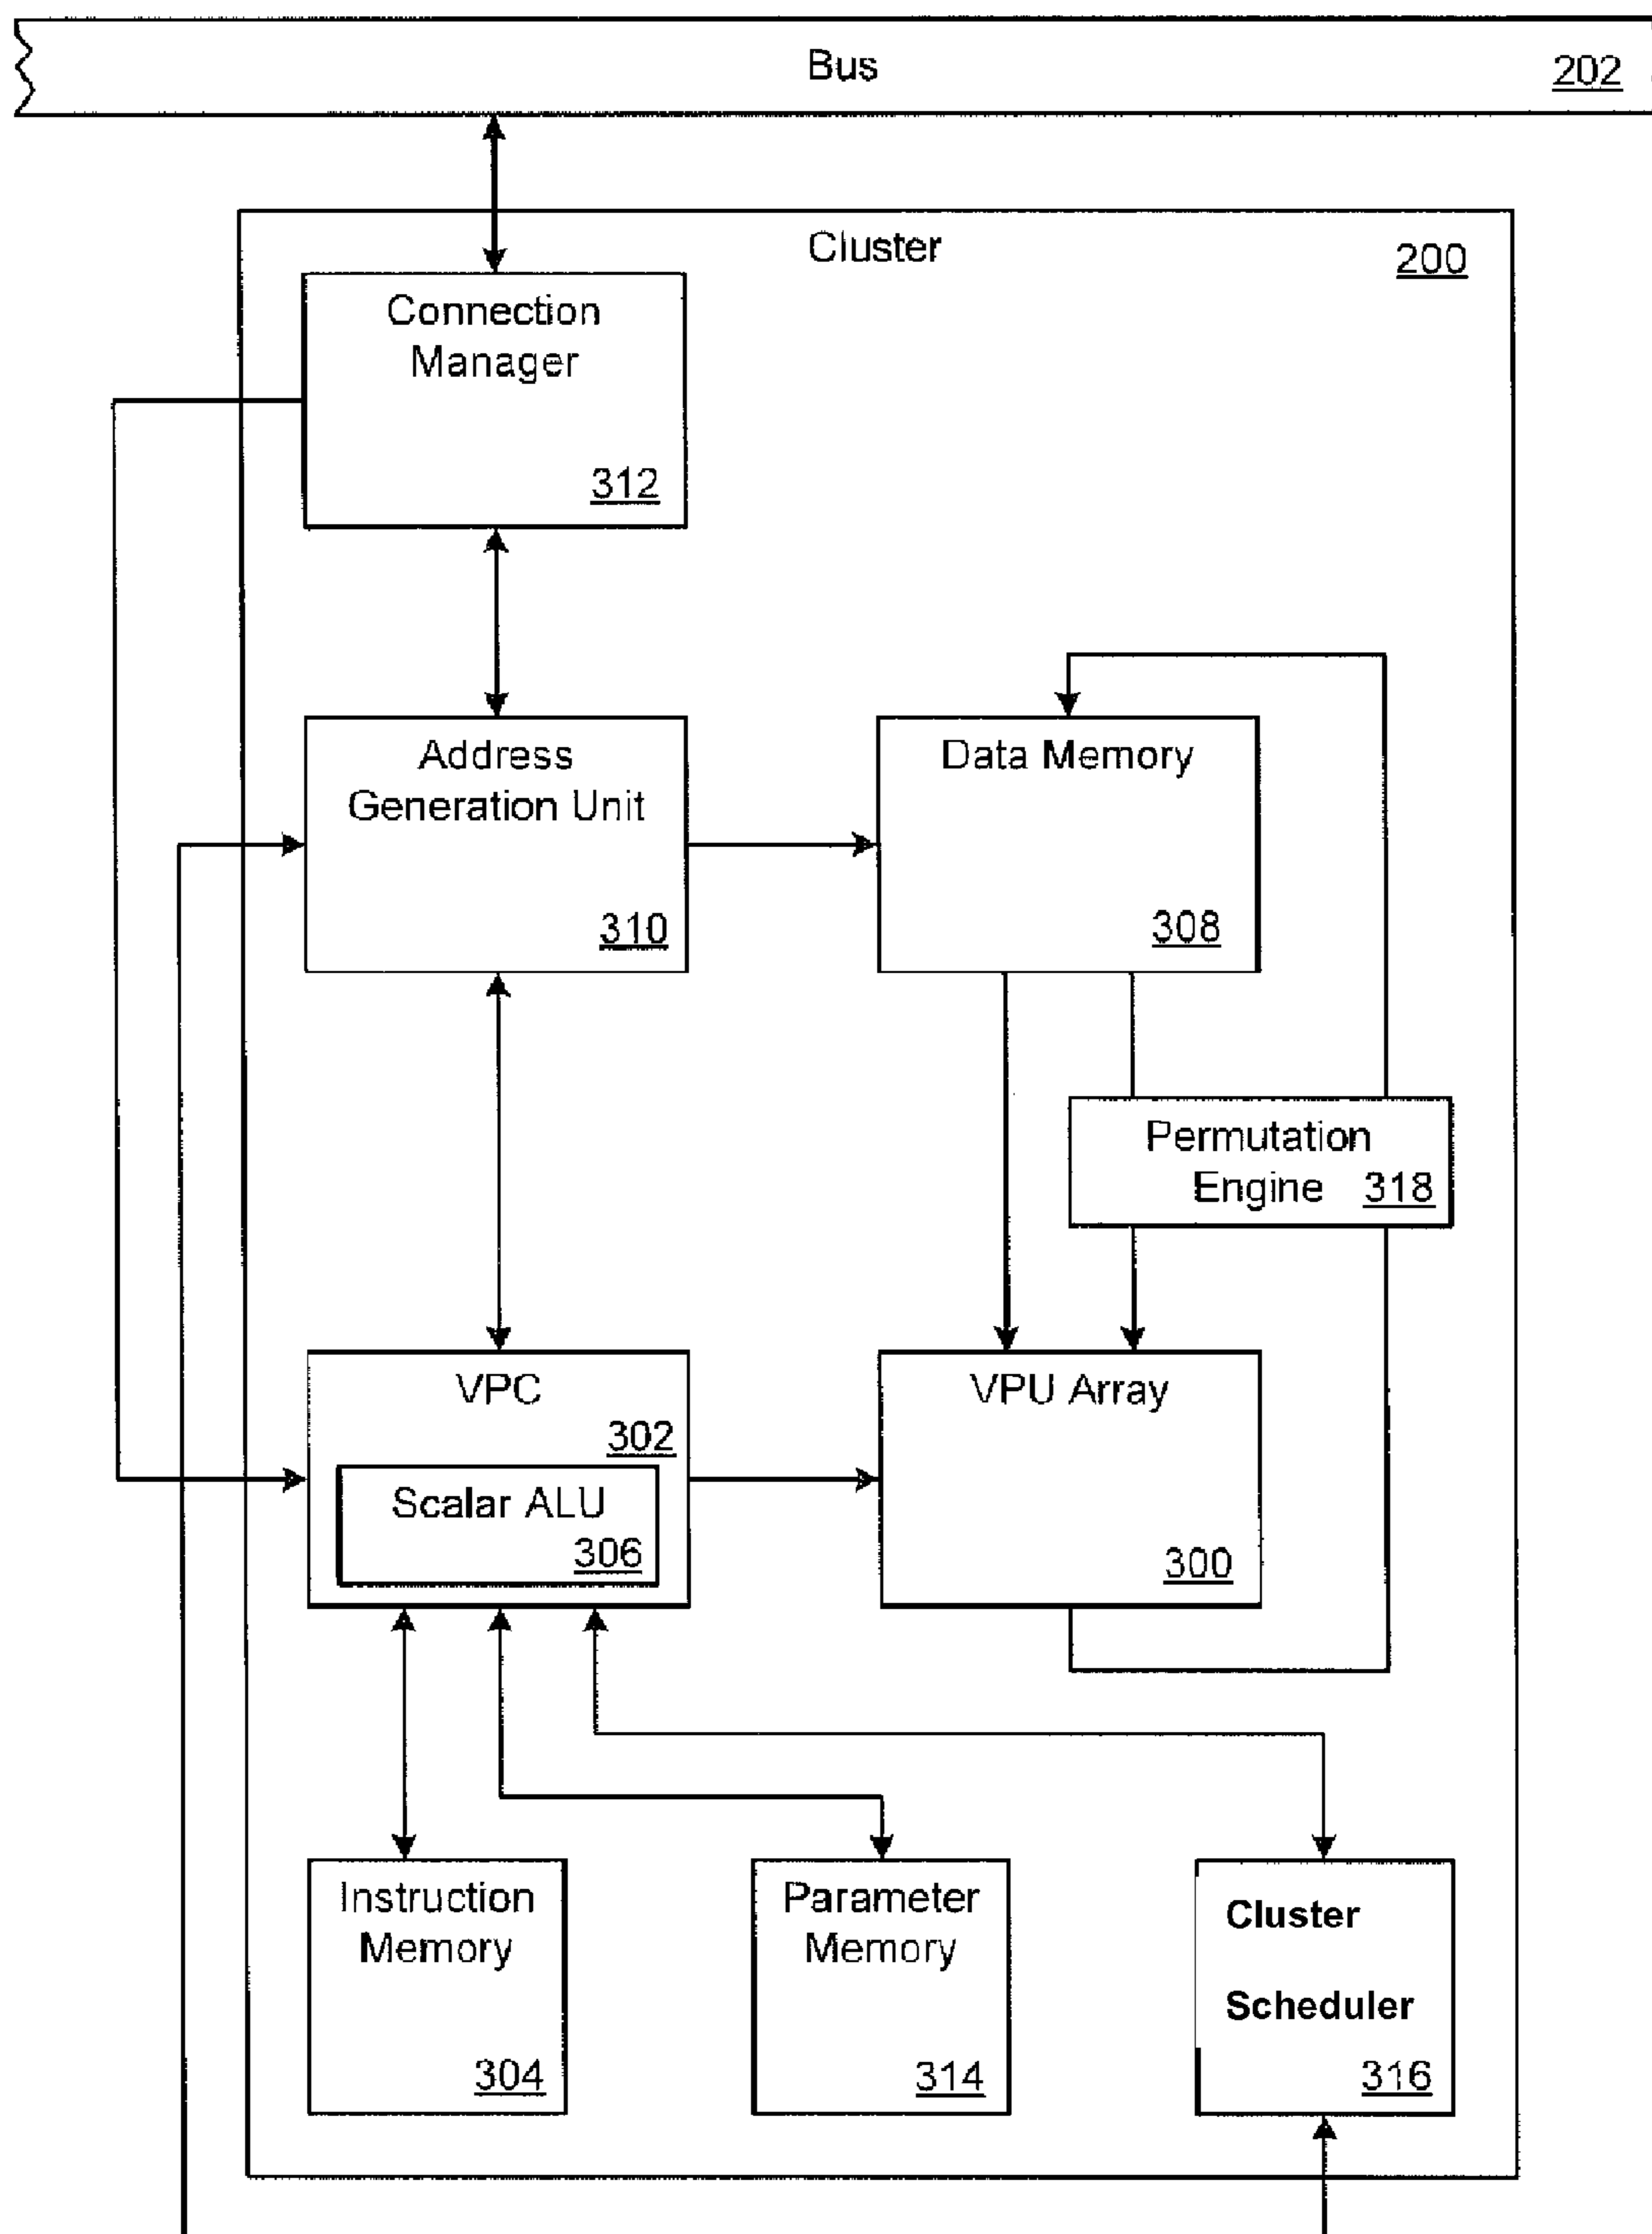 Bus
202
Cluster
200
Connection
Manager
312
Address
Generation Unit
310
Data Memory
308
Permutation
Engine 318
VPC
302
Scalar ALU
306
VPU Array
300
Instruction
Memory
304
Parameter
Memory
314
Cluster
Scheduler
316